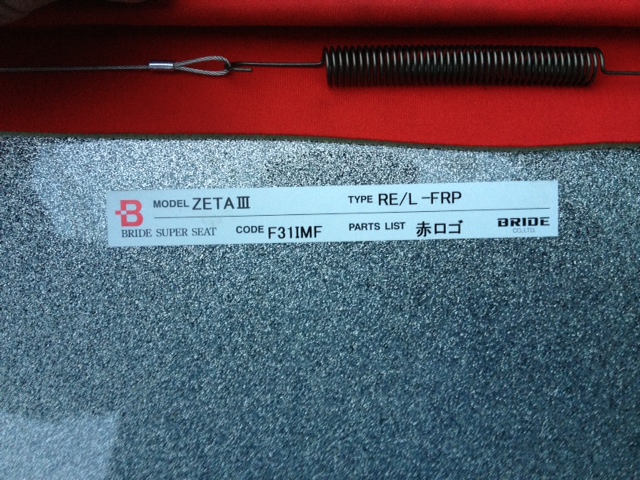 B MODEL ZETA III TYPE RE/L-FRP
BRIDE SUPER SEAT CODE F31IMF PARTS LIST 赤ロゴ BRIDE
CO.,LTD.